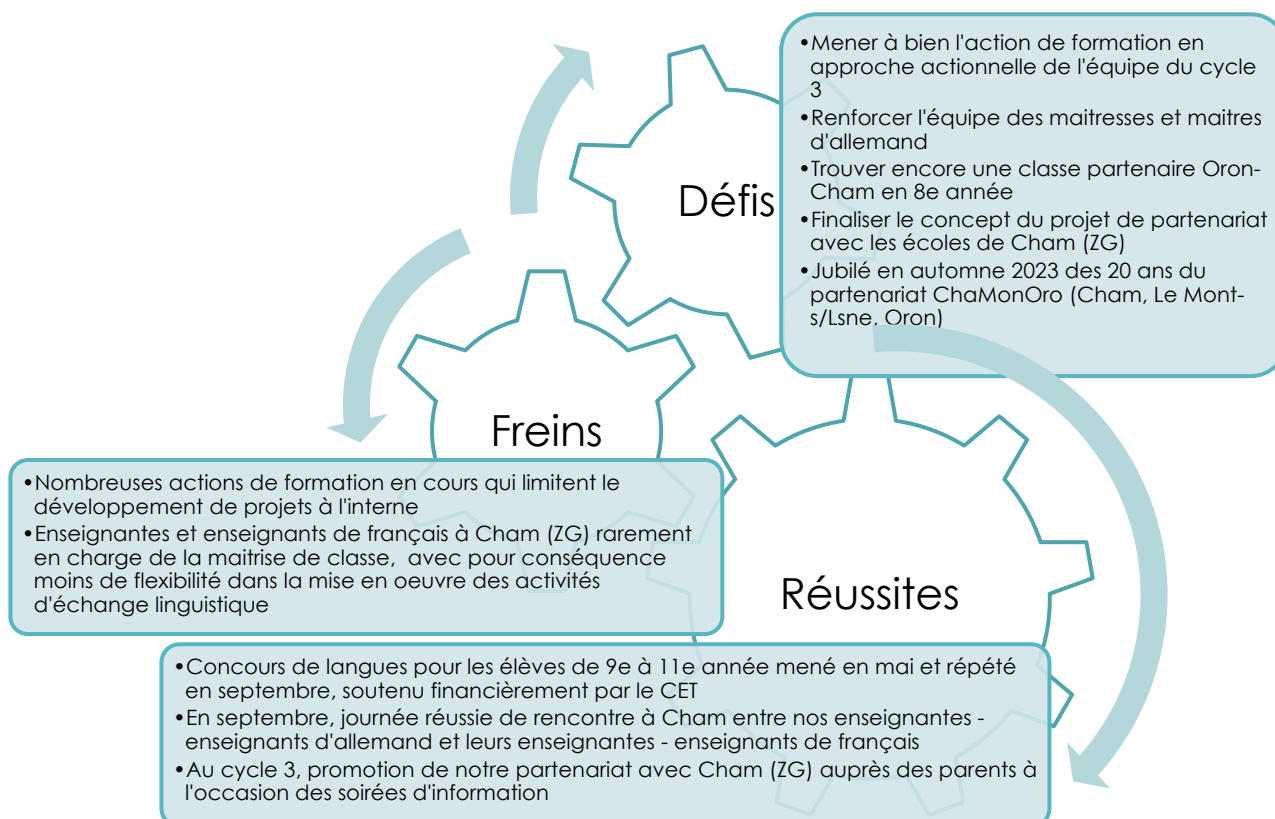 Défis
•Mener à bien l'action de formation en
approche actionnelle de l'équipe du cycle
3
•Renforcer l'équipe des maitresses et maitres
d'allemand
•Trouver encore une classe partenaire Oron-
Cham en 8e année
•Finaliser le concept du projet de partenariat
avec les écoles de Cham (ZG)
•Jubilé en automne 2023 des 20 ans du
partenariat ChaMonOro (Cham, Le Mont-
s/Lsne, Oron)
Freins
•Nombreuses actions de formation en cours qui limitent le
développement de projets à l'interne
•Enseignantes et enseignants de français à Cham (ZG) rarement
en charge de la maitrise de classe, avec pour conséquence
moins de flexibilité dans la mise en oeuvre des activités
d'échange linguistique
Réussites
•Concours de langues pour les élèves de 9e à 11e année mené en mai et répété
en septembre, soutenu financièrement par le CET
•En septembre, journée réussie de rencontre à Cham entre nos enseignantes -
enseignants d'allemand et leurs enseignantes - enseignants de français
•Au cycle 3, promotion de notre partenariat avec Cham (ZG) auprès des parents à
l'occasion des soirées d'information